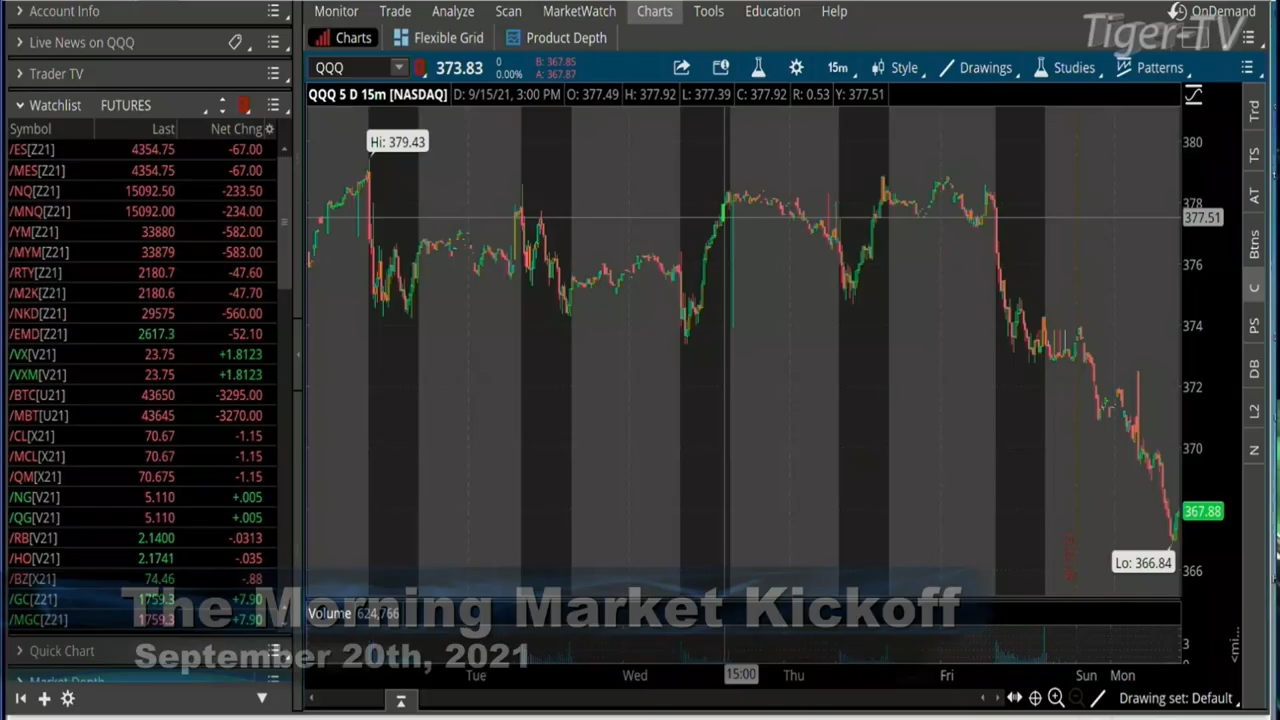 Account Info
Live News on QQQ
Trader TV
Watchlist FUTURES
Symbol Last Net Chng
/ES[Z21] 4354.75 -67.00
/MES[Z21] 4354.75 -67.00
/NQ[Z21] 15092.50 -233.50
/MNQ[Z21] 15092.00 -234.00
/YM[Z21] 33880 -582.00
/MYM[Z21] 33879 -583.00
/RTY[Z21] 2180.7 -47.60
/M2K[Z21] 2180.6 -47.70
/NKD[Z21] 29575 -560.00
/EMD[Z21] 2617.3 -52.10
/VX[V21] 23.75 +1.8123
/VXM[V21] 23.75 +1.8123
/BTC[U21] 43650 -3295.00
/MBT[U21] 43645 -3270.00
/CL[X21] 70.67 -1.15
/MCL[X21] 70.67 -1.15
/QM[X21] 70.675 -1.15
/NG[V21] 5.110 +.005
/QG[V21] 5.110 +.005
/RB[V21] 2.1400 -.0313
/HO[V21] 2.1741 -.035
/BZ[X21] 74.46 -.88
/GC[Z21] 1759.3 +7.90
/MGC[Z21] 1759.3 +7.90
Quick Chart
Market Depth
Monitor Trade Analyze Scan MarketWatch Charts Tools Education Help
OnDemand
Tiger-TV
Charts Flexible Grid Product Depth
QQQ 373.83 0 B: 367.85
0.00% A: 367.87
15m Style Drawings Studies Patterns
QQQ 5 D 15m [NASDAQ] D: 9/15/21, 3:00 PM O: 377.49 H: 377.92 L: 377.39 C: 377.92 R: 0.53 Y: 377.51
Hi: 379.43
380
378
377.51
376
374
372
370
367.88
Lo: 366.84
366
Volume 624,766
3
0
<mi...
Tue Wed 15:00 Thu Fri Sun Mon
Drawing set: Default
Trd
TS
AT
Btns
C
PS
DB
L2
N
The Morning Market Kickoff
September 20th, 2021